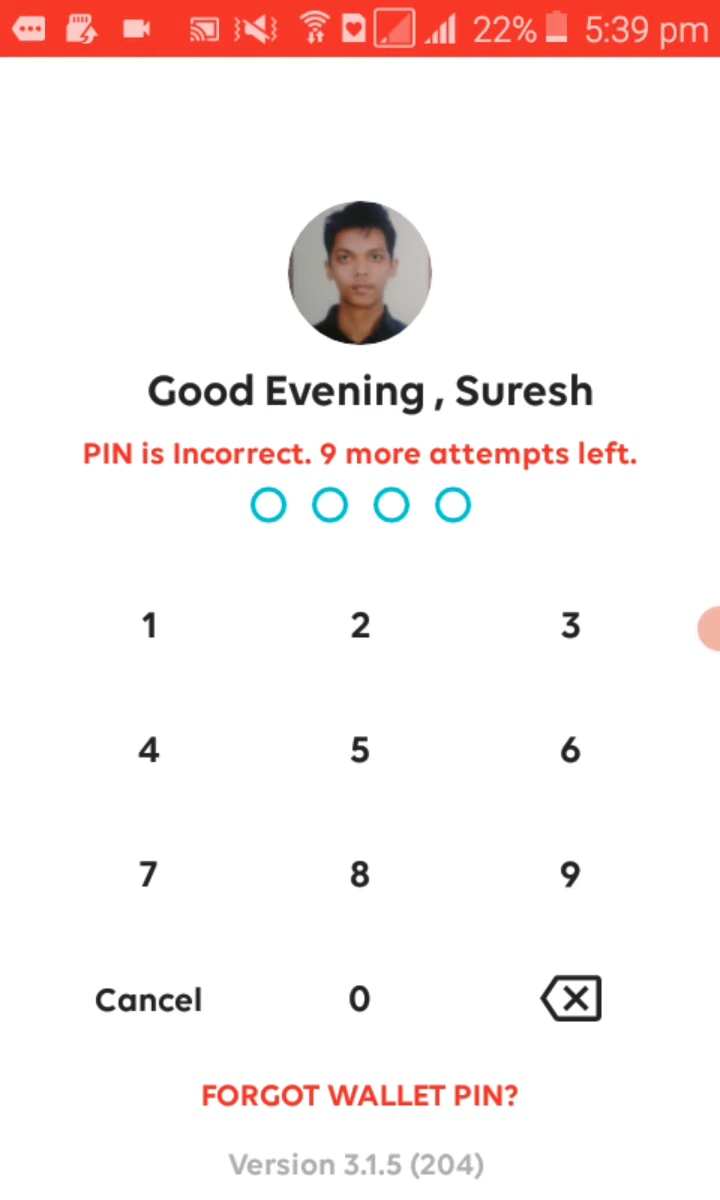 22% 5:39 pm
Good Evening , Suresh
PIN is Incorrect. 9 more attempts left.
1 2 3
4 5 6
7 8 9
Cancel 0
FORGOT WALLET PIN?
Version 3.1.5 (204)